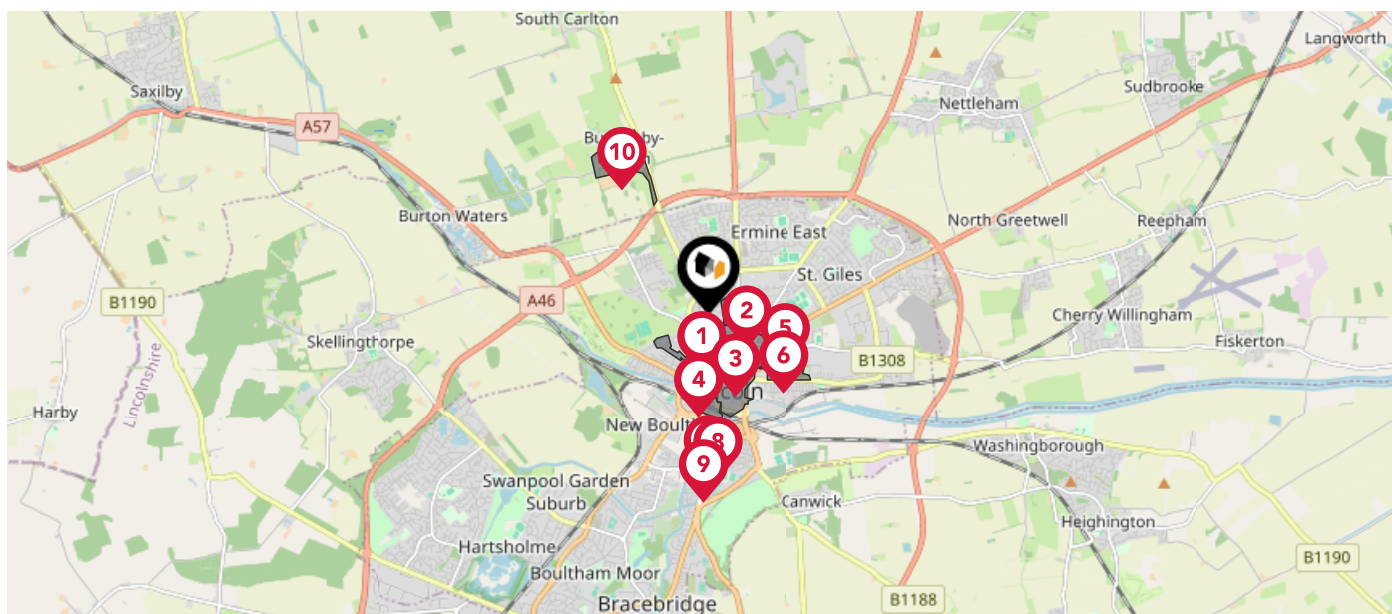 South Carlton
Langworth
Saxilby
Sudbrooke
Nettleham
A57
10
Burton Waters
North Greetwell
Reepham
Ermine East
St. Giles
B1190
A46
2
Cherry Willingham
Skellingthorpe
1
5
Fiskerton
3
6
B1308
Lincolnshire
4
Harby
New
8
Washingborough
9
Swanpool Garden
Suburb
Canwick
Heighington
Hartsholme
B1190
Boultham Moor
Bracebridge
B1188